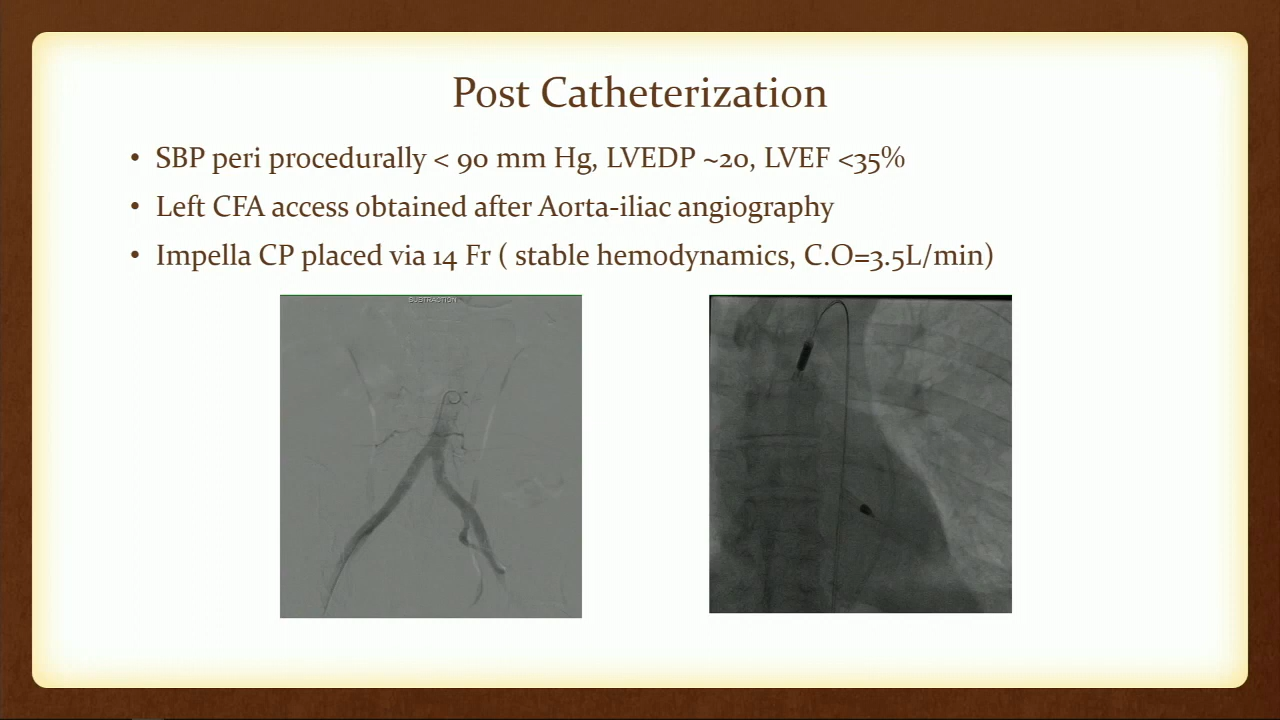 Post Catheterization
• SBP peri procedurally < 90 mm Hg, LVEDP ~20, LVEF <35%
• Left CFA access obtained after Aorta-iliac angiography
• Impella CP placed via 14 Fr ( stable hemodynamics, C.O=3.5L/min)
SUBTRACTION